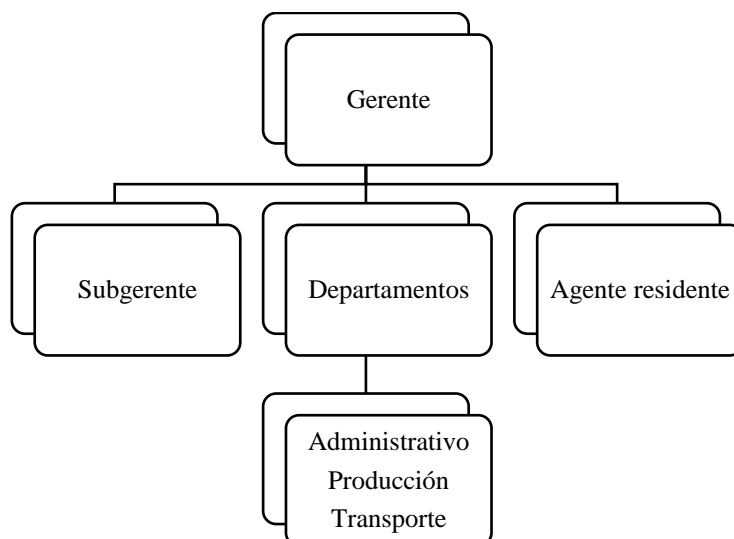 Gerente
Subgerente
Departamentos
Agente residente
Administrativo
Producción
Transporte